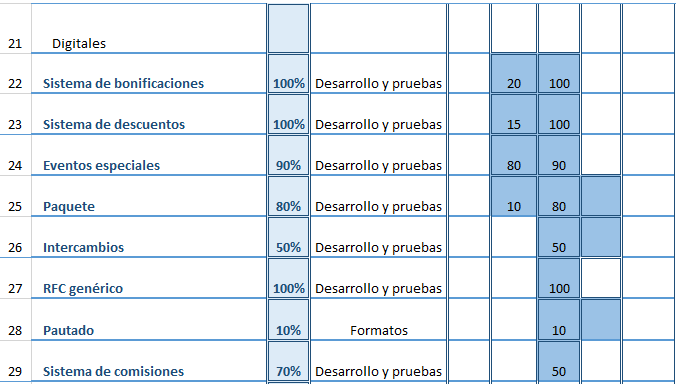 21 Digitales
22 Sistema de bonificaciones 100% Desarrollo y pruebas 20 100
23 Sistema de descuentos 100% Desarrollo y pruebas 15 100
24 Eventos especiales 90% Desarrollo y pruebas 80 90
25 Paquete 80% Desarrollo y pruebas 10 80
26 Intercambios 50% Desarrollo y pruebas 50
27 RFC genérico 100% Desarrollo y pruebas 100
28 Pautado 10% Formatos 10
29 Sistema de comisiones 70% Desarrollo y pruebas 50